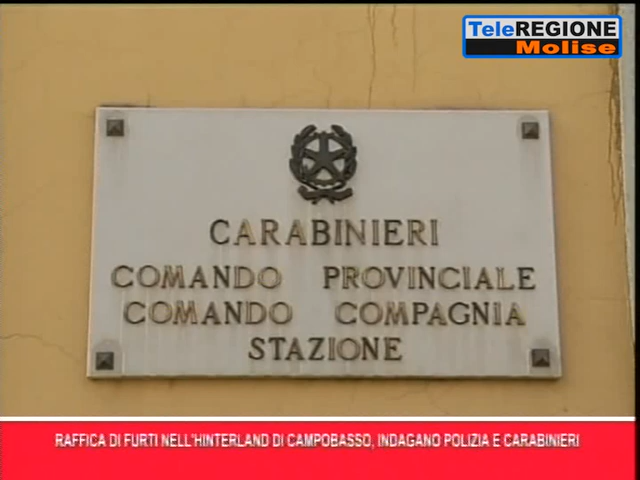 TeleREGIONE
Molise
CARABINIERI
COMANDO PROVINCIALE
COMANDO COMPAGNIA
STAZIONE
RAFFICA DI FURTI NELL'HINTERLAND DI CAMPOBASSO, INDAGANO POLIZIA E CARABINIERI